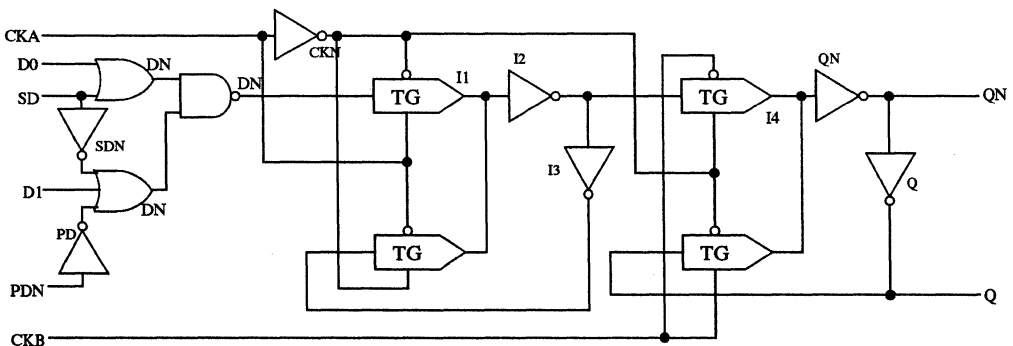 CKA
CKN
D0
DN
SD
DN
SDN
D1
DN
PD
PDN
CKB
TG
I1
I2
I3
TG
TG
I4
QN
QN
Q
TG
Q